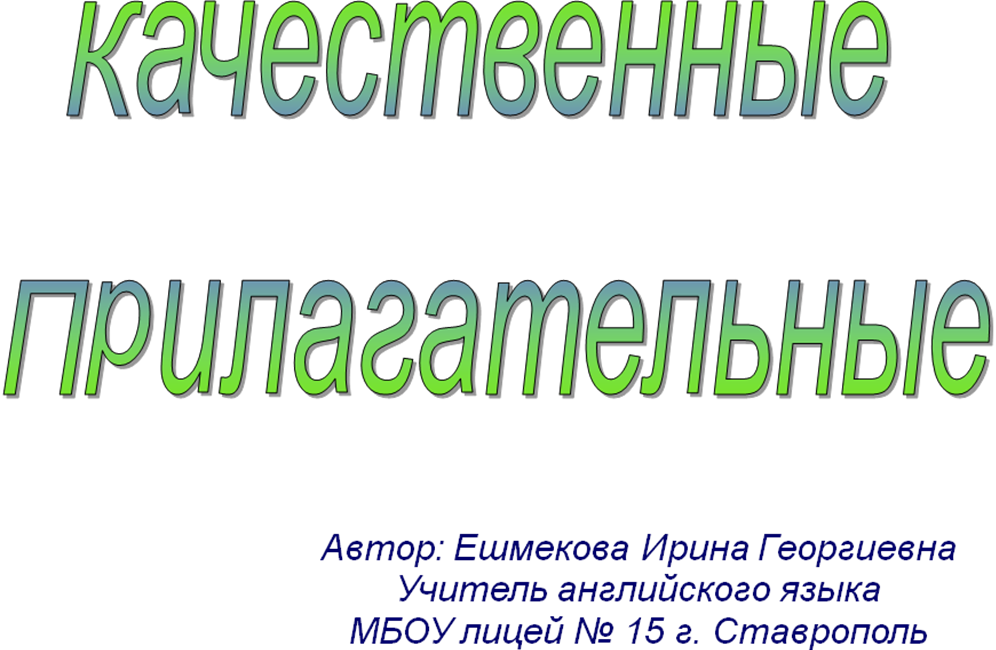 качественные
прилагательные
Автор: Ешмекова Ирина Георгиевна
Учитель английского языка
МБОУ лицей № 15 г. Ставрополь